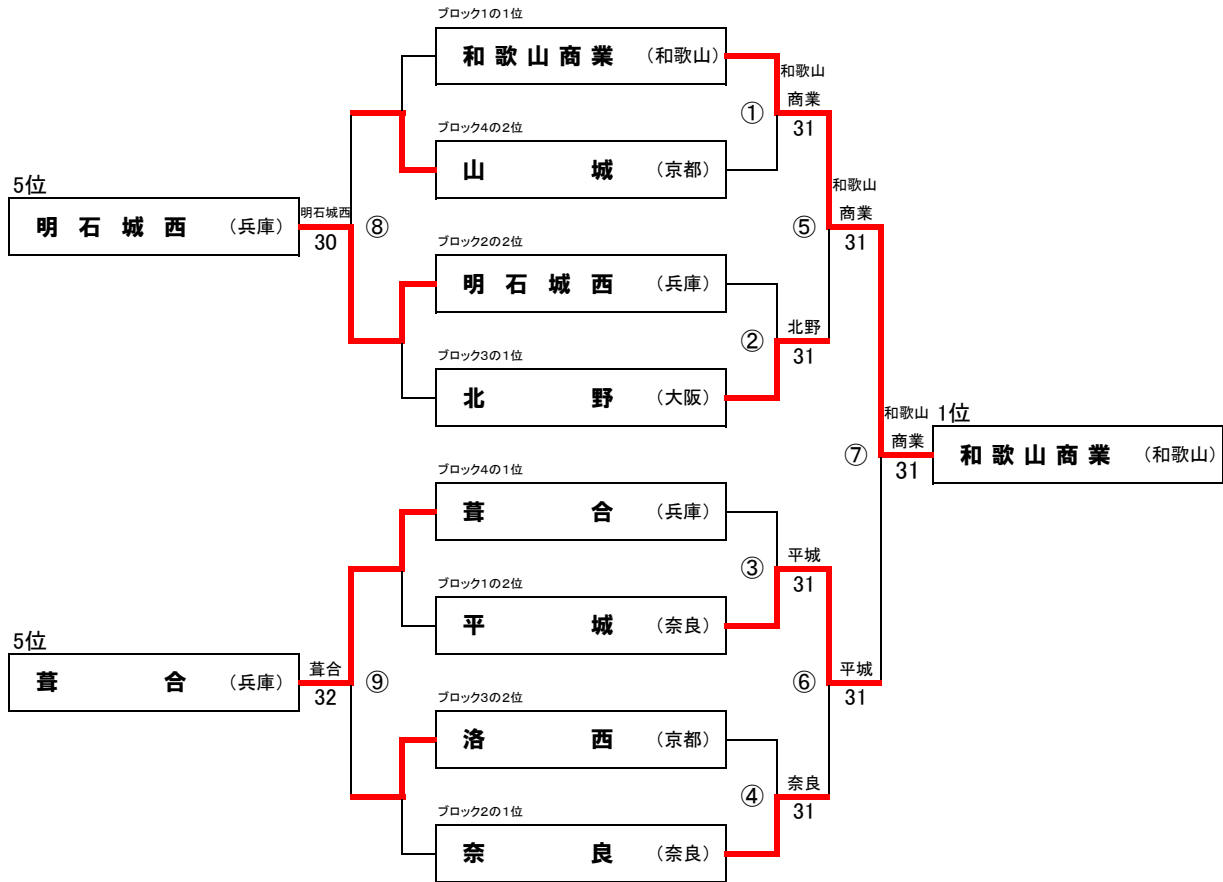 ブロック1の1位
和歌山商業 (和歌山)
和歌山
商業
①
31
ブロック4の2位
山城 (京都)
5位
明石城西 (兵庫)
明石城西
30
⑧
和歌山
商業
⑤
31
ブロック2の2位
明石城西 (兵庫)
北野
②
31
ブロック3の1位
北野 (大阪)
和歌山
商業
⑦
31
1位
和歌山商業 (和歌山)
ブロック4の1位
葺合 (兵庫)
平城
③
31
ブロック1の2位
平城 (奈良)
5位
葺合 (兵庫)
葺合
32
⑨
平城
⑥
31
ブロック3の2位
洛西 (京都)
奈良
④
31
ブロック2の1位
奈良 (奈良)